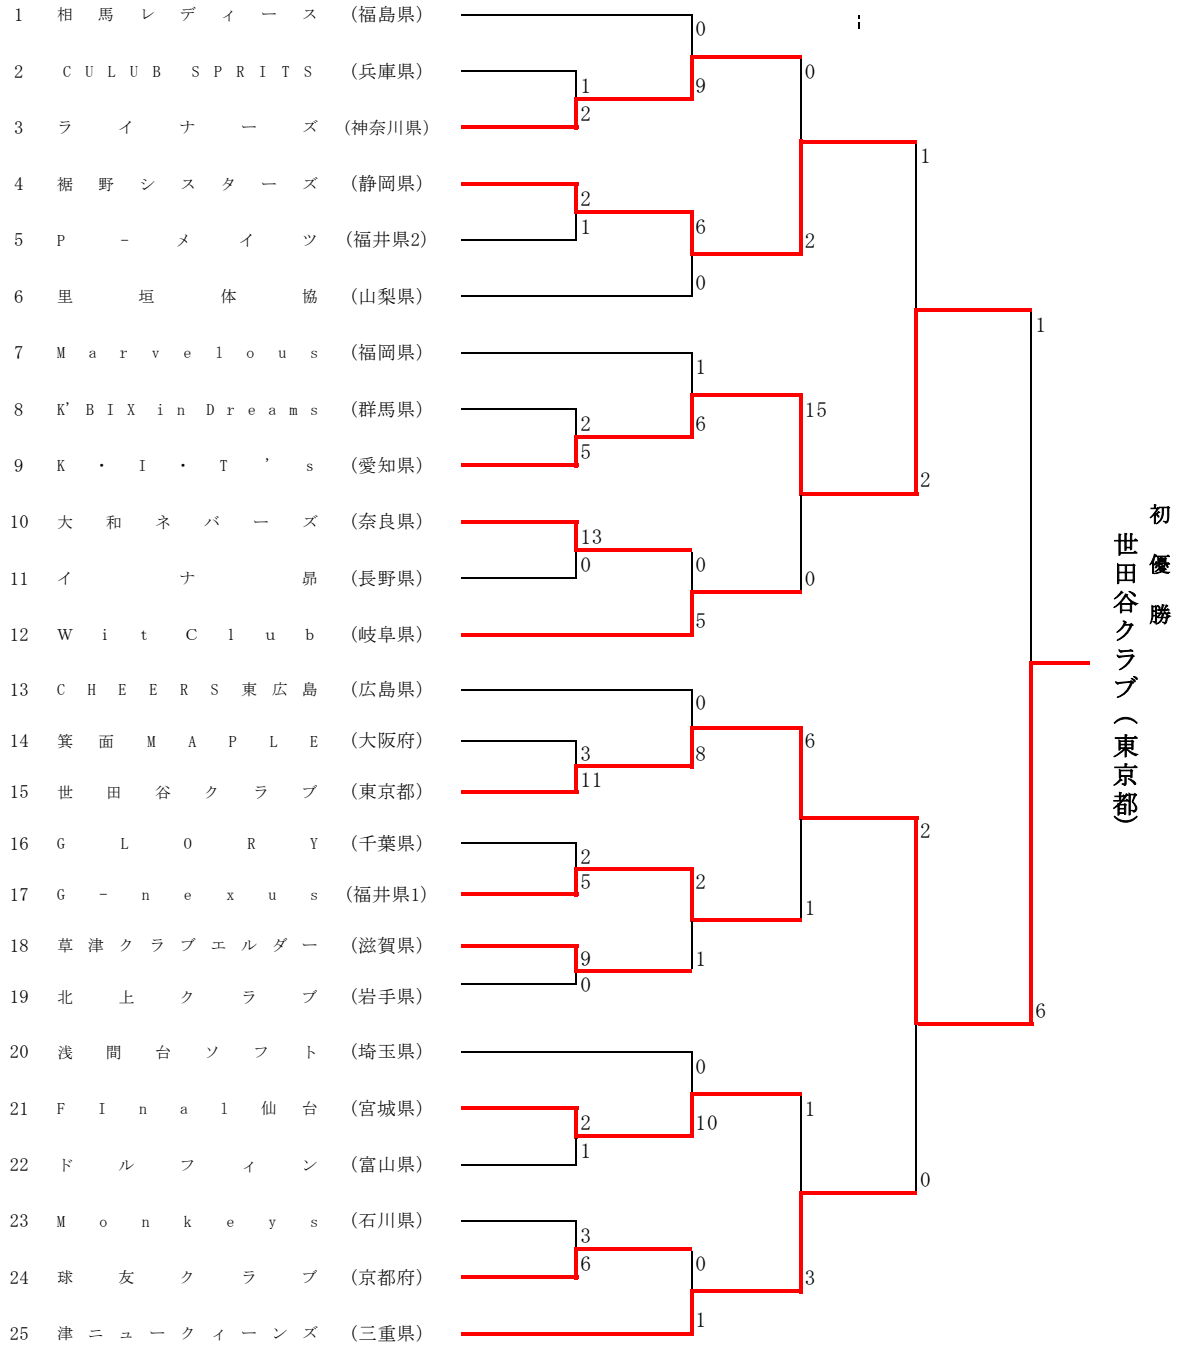 1 相馬レディース (福島県)
0
2 CULUB SPRITS (兵庫県)
0
1
9
2
3 ライナーズ (神奈川県)
1
4 裾野シスターズ (静岡県)
2
6
1
2
5 P-メイツ (福井県2)
0
6 里垣体協 (山梨県)
1
7 Marvelous (福岡県)
1
8 K'BIX in Dreams (群馬県)
15
2
6
5
9 K・I・T's (愛知県)
2
10 大和ネバーズ (奈良県)
13
0
0
0
11 イナ昴 (長野県)
5
12 Wit Club (岐阜県)
初優勝
世田谷クラブ(東京都)
13 CHEERS東広島 (広島県)
0
14 箕面MAPLE (大阪府)
6
3
8
11
15 世田谷クラブ (東京都)
2
16 GLORY (千葉県)
2
5
2
17 G-nexus (福井県1)
1
18 草津クラブエルダー (滋賀県)
9
1
0
19 北上クラブ (岩手県)
6
20 浅間台ソフト (埼玉県)
0
21 FInal仙台 (宮城県)
1
2
10
1
22 ドルフィン (富山県)
0
23 Monkeys (石川県)
3
0
6
3
24 球友クラブ (京都府)
1
25 津ニュークィーンズ (三重県)